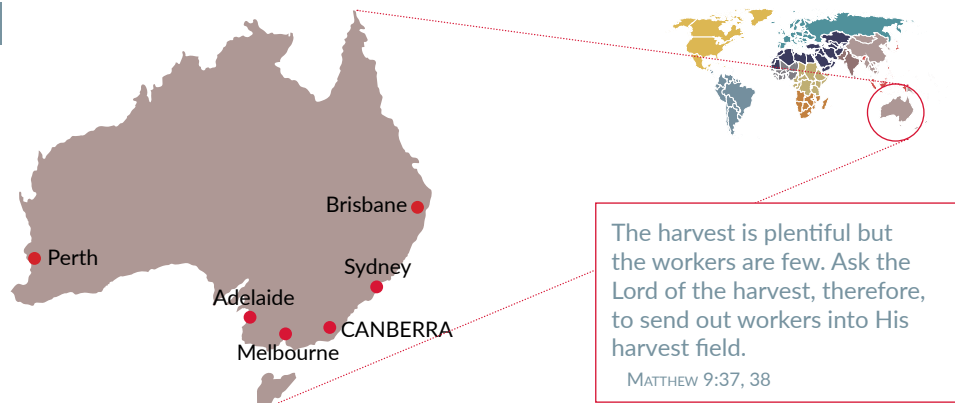 Brisbane
Perth
Sydney
Adelaide
CANBERRA
Melbourne
The harvest is plentiful but
the workers are few. Ask the
Lord of the harvest, therefore,
to send out workers into His
harvest field.
Matthew 9:37, 38